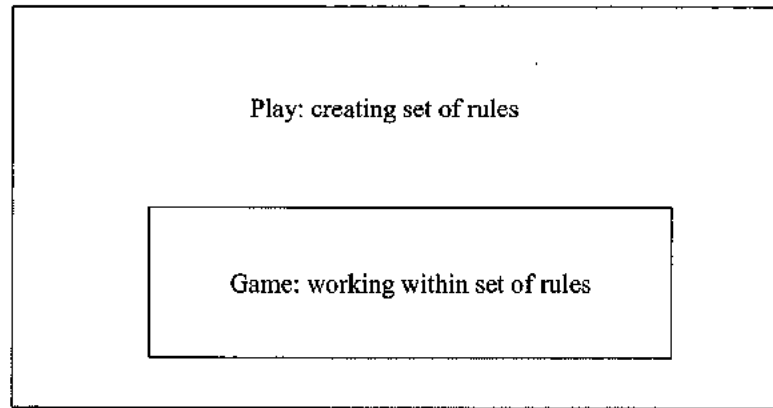 Play: creating set of rules
Game: working within set of rules